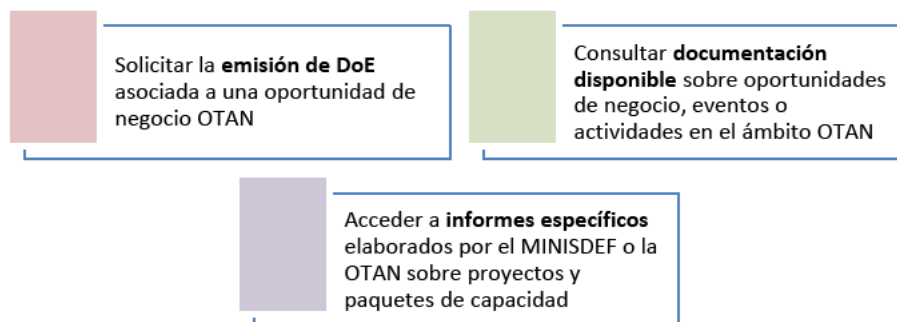 Solicitar la emisión de DoE
asociada a una oportunidad de
negocio OTAN
Consultar documentación
disponible sobre oportunidades
de negocio, eventos o
actividades en el ámbito OTAN
Acceder a informes específicos
elaborados por el MINISDEF o la
OTAN sobre proyectos y
paquetes de capacidad